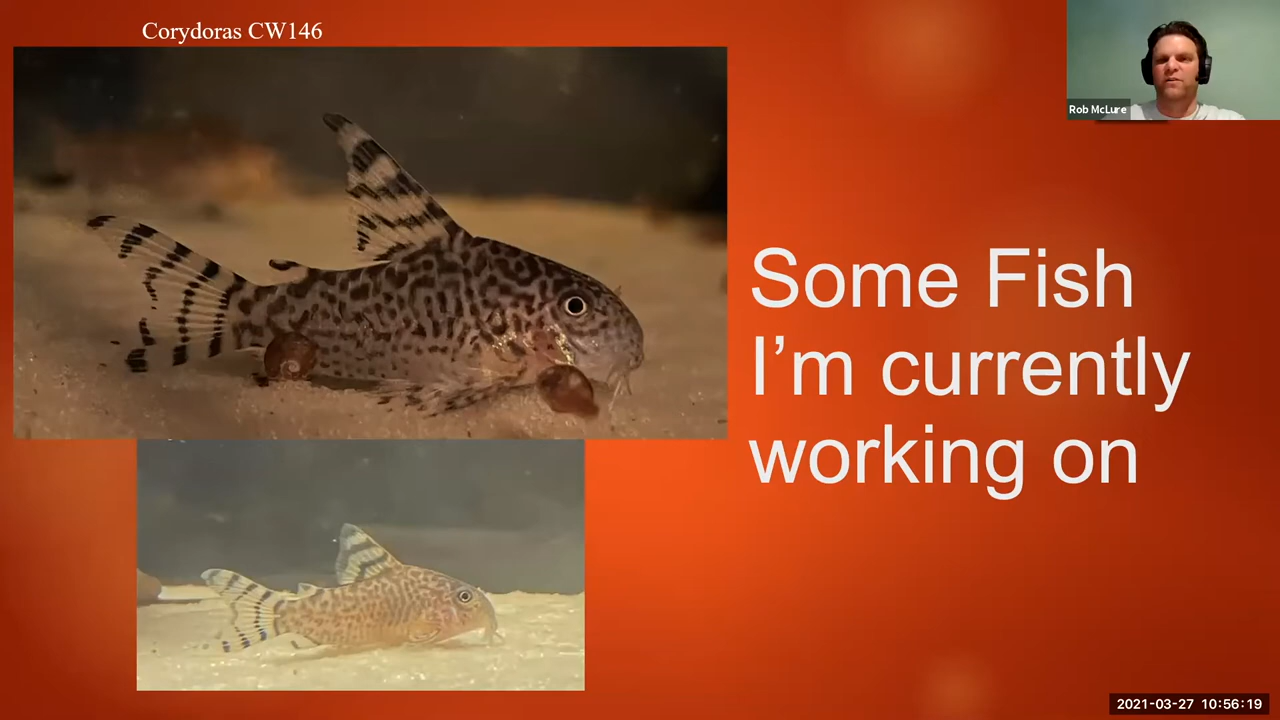 Corydoras CW146
Rob McLure
Some Fish
I'm currently
working on
2021-03-27 10:56:19